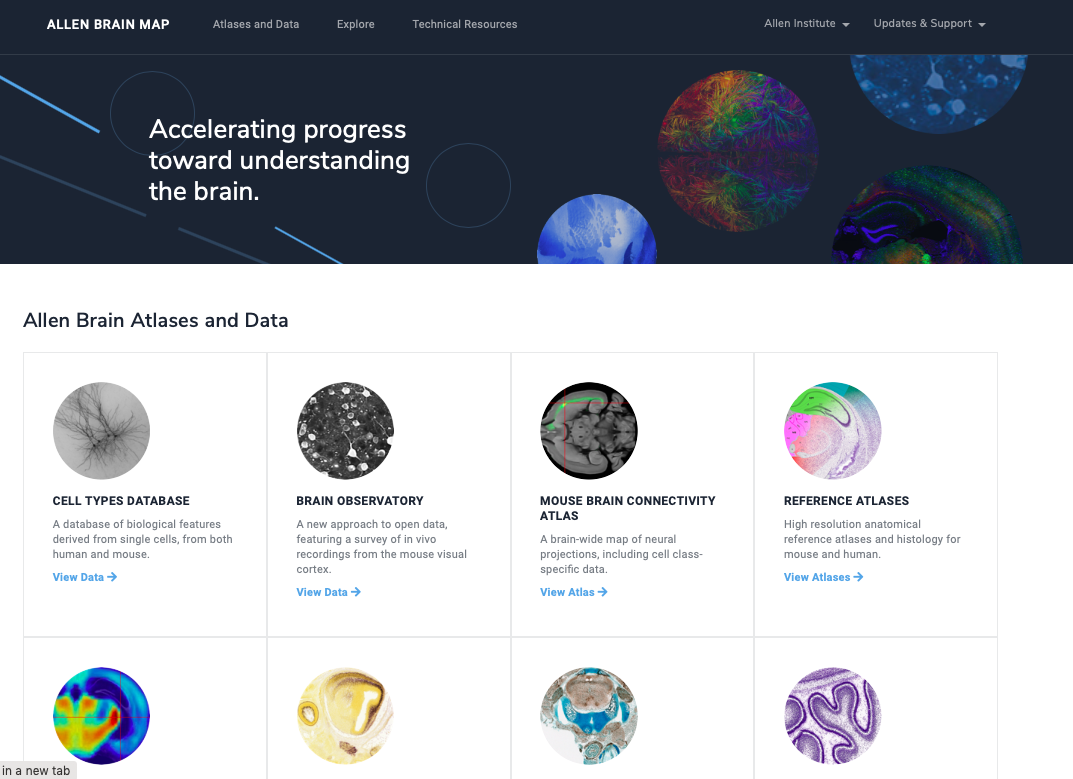 ALLEN BRAIN MAP
Atlases and Data
Explore
Technical Resources
Allen Institute
Updates & Support
Accelerating progress
toward understanding
the brain.
Allen Brain Atlases and Data
CELL TYPES DATABASE
A database of biological features
derived from single cells, from both
human and mouse.
View Data →
BRAIN OBSERVATORY
A new approach to open data,
featuring a survey of in vivo
recordings from the mouse visual
cortex.
View Data →
MOUSE BRAIN CONNECTIVITY
ATLAS
A brain-wide map of neural
projections, including cell class-
specific data.
View Atlas →
REFERENCE ATLASES
High resolution anatomical
reference atlases and histology for
mouse and human.
View Atlases →
in a new tab